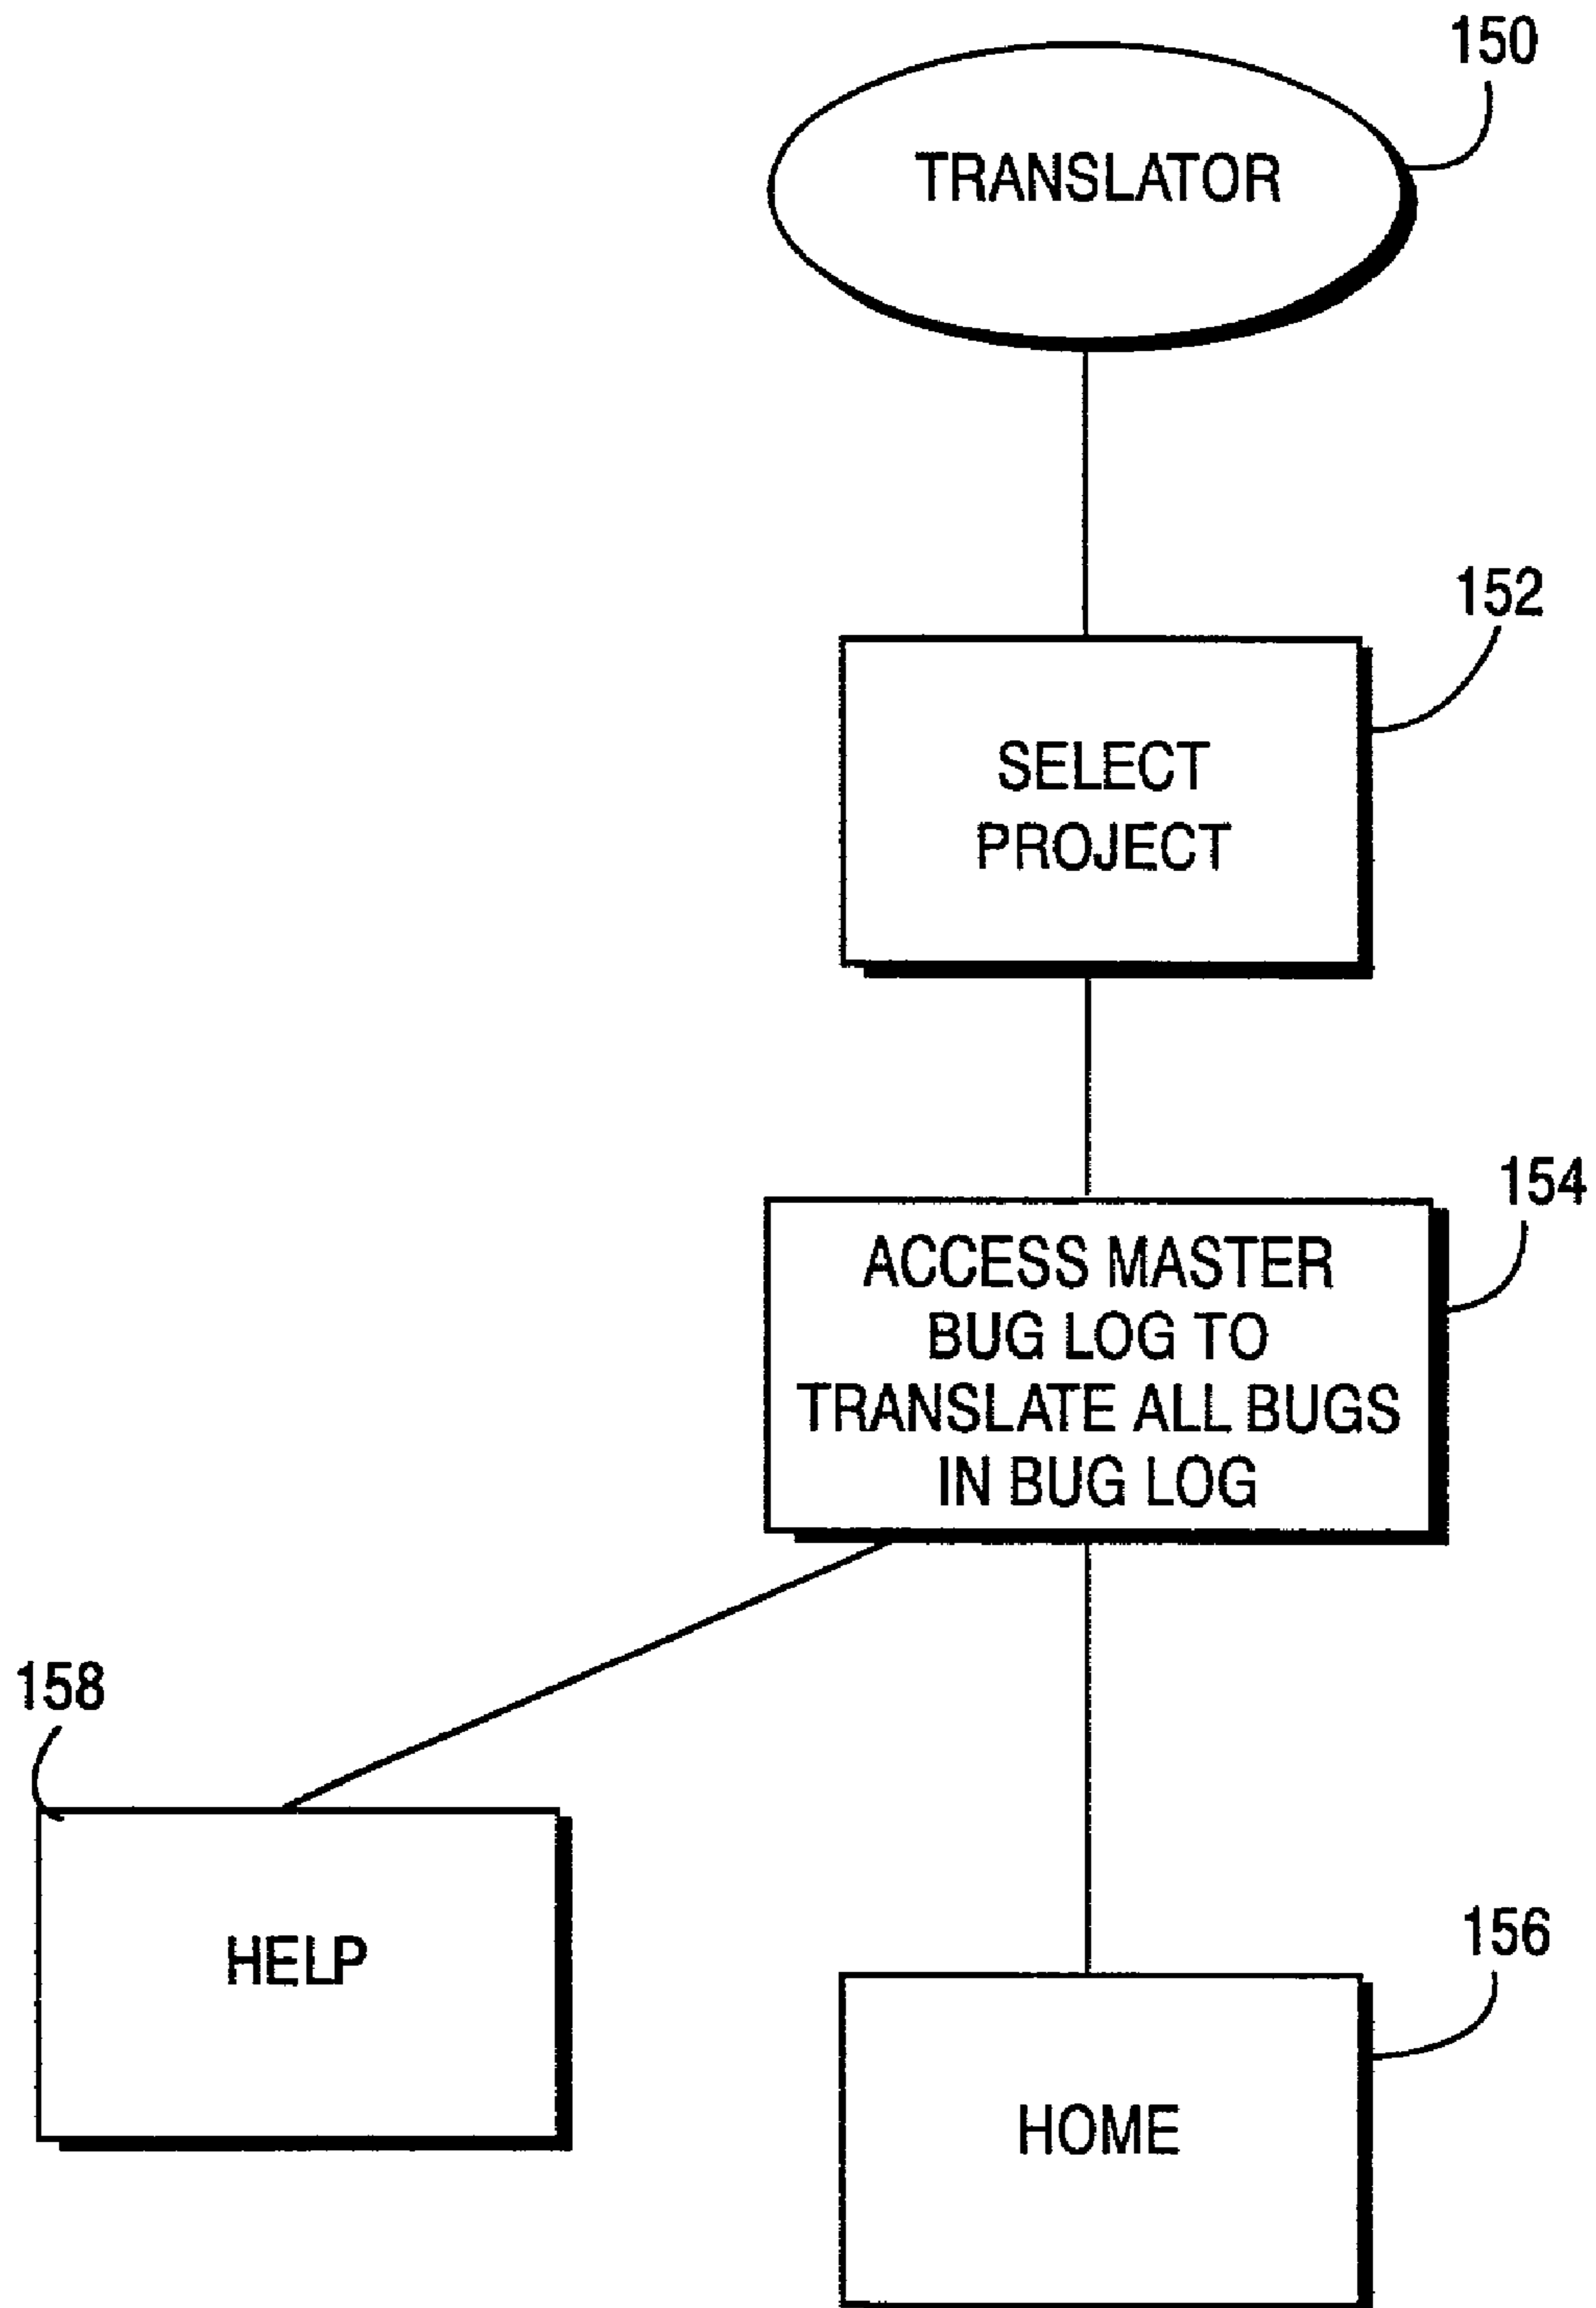 150
TRANSLATOR
152
SELECT
PROJECT
154
ACCESS MASTER
BUG LOG TO
TRANSLATE ALL BUGS
IN BUG LOG
158
HELP
156
HOME